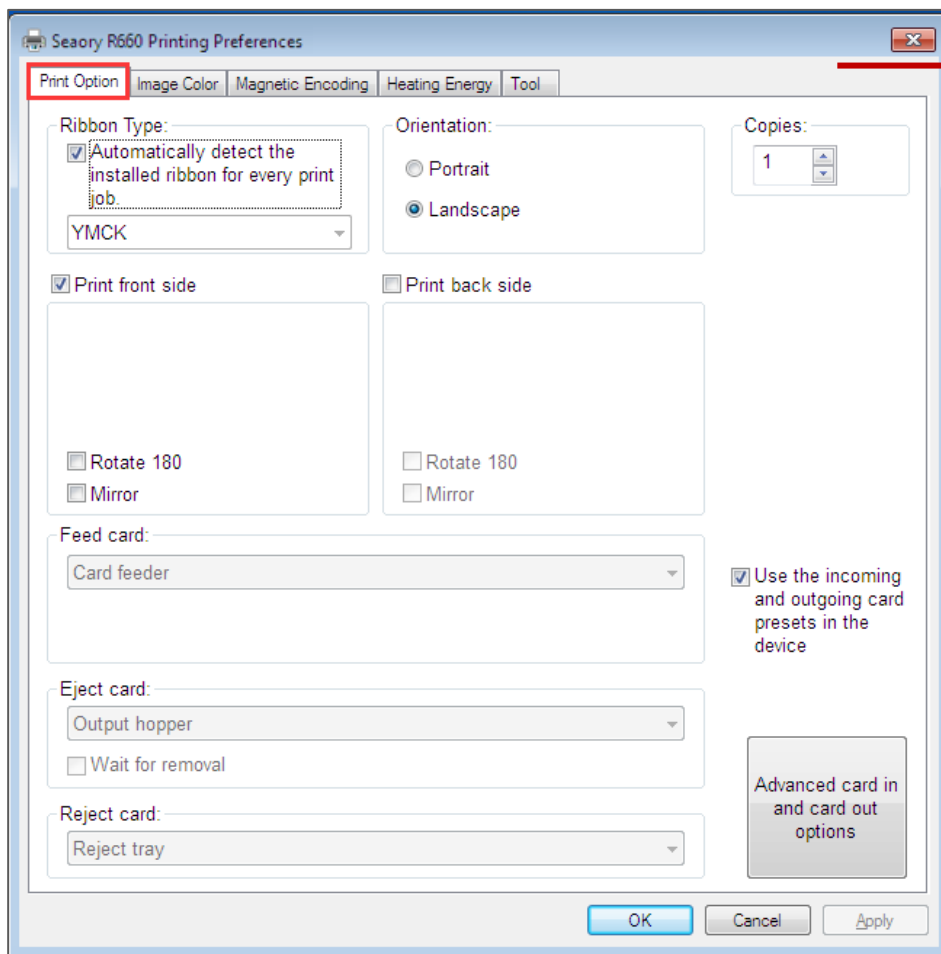 Seaory R660 Printing Preferences
Print Option
Image Color
Magnetic Encoding
Heating Energy
Tool
Ribbon Type:
Automatically detect the
installed ribbon for every print
job.
YMCK
Orientation:
Portrait
Landscape
Copies:
1
Print front side
Rotate 180
Mirror
Print back side
Rotate 180
Mirror
Feed card:
Card feeder
Use the incoming
and outgoing card
presets in the
device
Eject card:
Output hopper
Wait for removal
Reject card:
Reject tray
Advanced card in
and card out
options
OK
Cancel
Apply